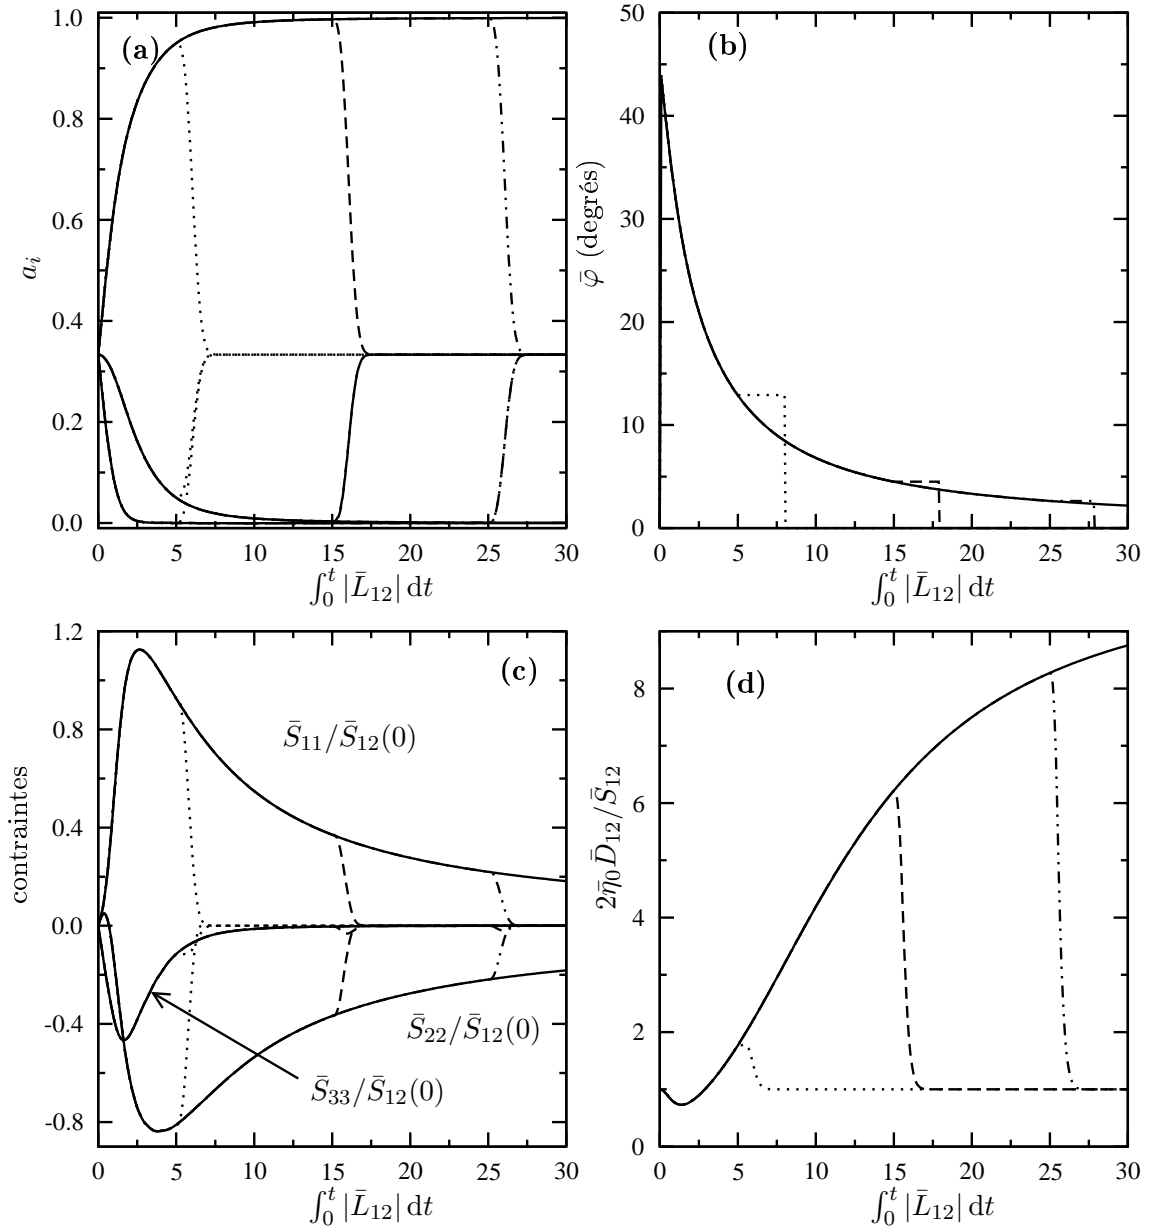 (a)
1.0
0.8
0.6
0.4
0.2
0.0
a_i
0 5 10 15 20 25 30
∫_0^t |L̄_12| dt
(b)
50
40
30
20
10
0
φ̄ (degrés)
0 5 10 15 20 25 30
∫_0^t |L̄_12| dt
(c)
1.2
0.8
0.4
0.0
-0.4
-0.8
contraintes
S̄_11/S̄_12(0)
S̄_22/S̄_12(0)
S̄_33/S̄_12(0)
0 5 10 15 20 25 30
∫_0^t |L̄_12| dt
(d)
8
6
4
2
0
2η̄_0D̄_12/S̄_12
0 5 10 15 20 25 30
∫_0^t |L̄_12| dt